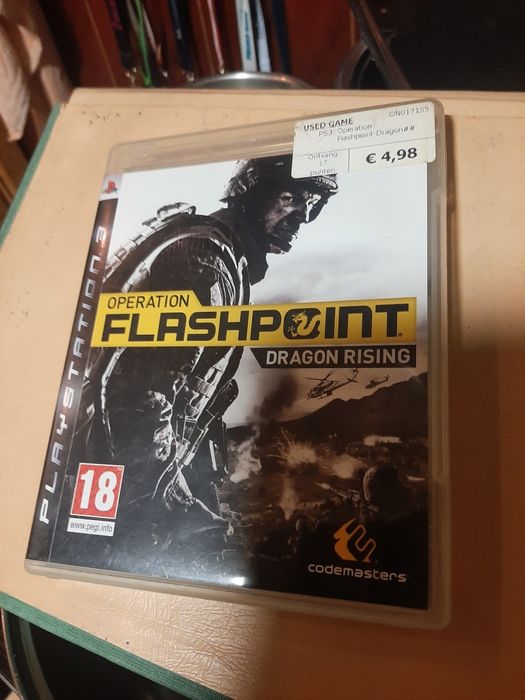 USED GAME
ON017155
PS3 Operation
Flashpoint-Dragon##
Ontvang
17
punten
€ 4,98
PLAYSTATION 3
OPERATION
FLASHPOINT
DRAGON RISING
18
www.pegi.info
codemasters